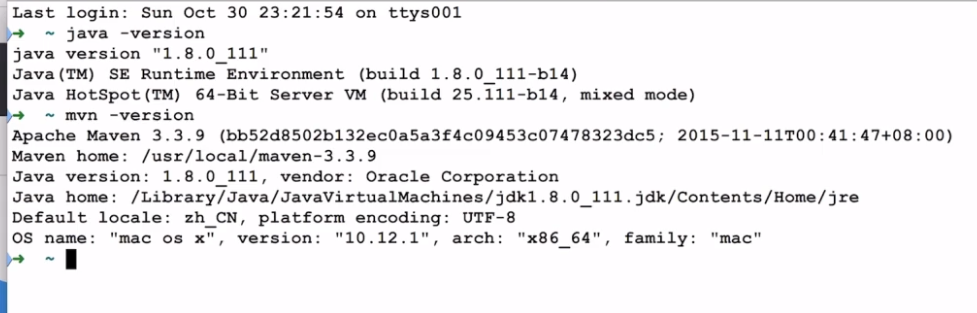 Last login: Sun Oct 30 23:21:54 on ttys001
➜  ~ java -version
java version "1.8.0_111"
Java(TM) SE Runtime Environment (build 1.8.0_111-b14)
Java HotSpot(TM) 64-Bit Server VM (build 25.111-b14, mixed mode)
➜  ~ mvn -version
Apache Maven 3.3.9 (bb52d8502b132ec0a5a3f4c09453c07478323dc5; 2015-11-11T00:41:47+08:00)
Maven home: /usr/local/maven-3.3.9
Java version: 1.8.0_111, vendor: Oracle Corporation
Java home: /Library/Java/JavaVirtualMachines/jdk1.8.0_111.jdk/Contents/Home/jre
Default locale: zh_CN, platform encoding: UTF-8
OS name: "mac os x", version: "10.12.1", arch: "x86_64", family: "mac"
➜  ~